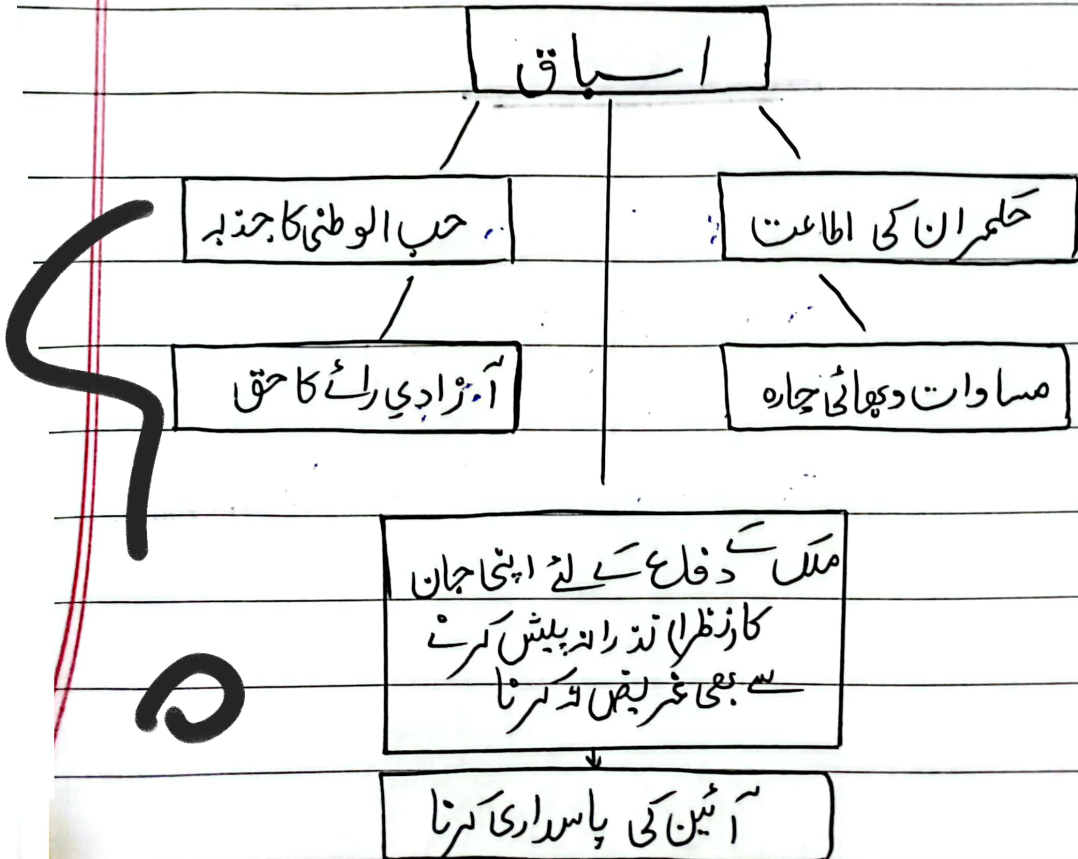 اسباق
حکمران کی اطاعت
حب الوطنی کا جذبہ
مساوات و بھائی چارہ
آزادی رائے کا حق
ملک کے دفاع کے لئے اپنی جان
کا نذرانہ پیش کرنے
سے بھی غریض نہ کرنا
آئین کی پاسداری کرنا